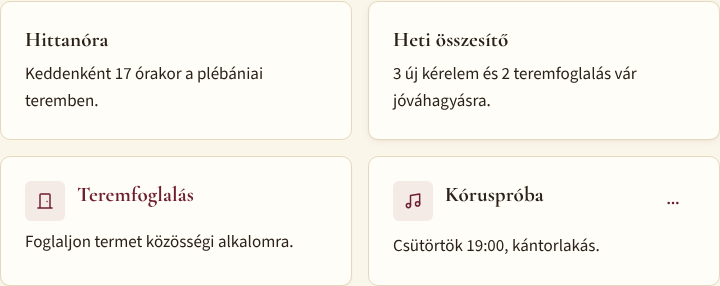 Hittanóra
Keddenként 17 órakor a plébániai
teremben.
Heti összesítő
3 új kérelem és 2 teremfoglalás vár
jóváhagyásra.
Teremfoglalás
Foglaljon termet közösségi alkalomra.
Kóruspróba
...
Csütörtök 19:00, kántorlakás.